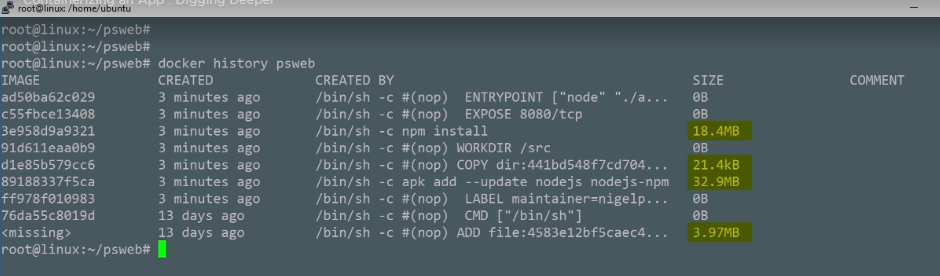 Containerizing an App : Digging Deeper
root@linux: /home/ubuntu
root@linux:~/psweb#
root@linux:~/psweb#
root@linux:~/psweb# docker history psweb
IMAGE CREATED CREATED BY SIZE COMMENT
ad50ba62c029 3 minutes ago /bin/sh -c #(nop) ENTRYPOINT ["node" "./a... 0B
c55fbce13408 3 minutes ago /bin/sh -c #(nop) EXPOSE 8080/tcp 0B
3e958d9a9321 3 minutes ago /bin/sh -c npm install 18.4MB
91d611eaa0b9 3 minutes ago /bin/sh -c #(nop) WORKDIR /src 0B
d1e85b579cc6 3 minutes ago /bin/sh -c #(nop) COPY dir:441bd548f7cd704... 21.4kB
89188337f5ca 3 minutes ago /bin/sh -c apk add --update nodejs nodejs-npm 32.9MB
ff978f010983 3 minutes ago /bin/sh -c #(nop) LABEL maintainer=nigelp... 0B
76da55c8019d 13 days ago /bin/sh -c #(nop) CMD ["/bin/sh"] 0B
<missing> 13 days ago /bin/sh -c #(nop) ADD file:4583e12bf5caec4... 3.97MB
root@linux:~/psweb#